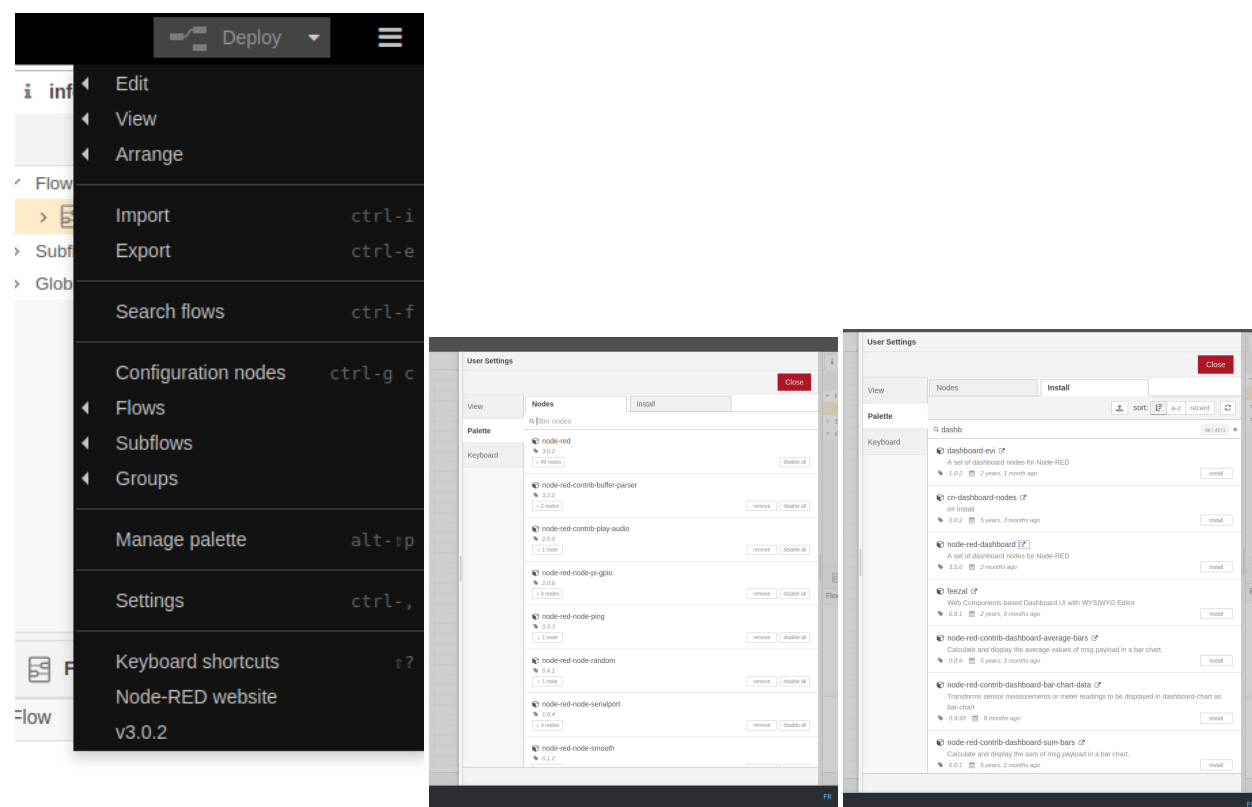 Deploy
inf
Edit
View
Arrange
Flow
Import ctrl-i
Export ctrl-e
Subf
Glob
Search flows ctrl-f
Configuration nodes ctrl-g c
Flows
Subflows
Groups
Manage palette alt-⇧p
Settings ctrl-,
Keyboard shortcuts ⇧?
Node-RED website
v3.0.2
F
Flow
User Settings
Close
View
Palette
Keyboard
Nodes Install
filter nodes
node-red
3.0.2
49 nodes disable all
node-red-contrib-buffer-parser
3.2.2
2 nodes remove disable all
node-red-contrib-play-audio
2.5.0
1 node remove disable all
node-red-node-pi-gpio
2.0.6
4 nodes remove disable all
node-red-node-ping
0.3.3
1 node remove disable all
node-red-node-random
0.4.1
1 node remove disable all
node-red-node-serialport
1.0.4
4 nodes remove disable all
node-red-node-smooth
0.1.2
Flow
FR
User Settings
Close
View
Palette
Keyboard
Nodes Install
sort: a-z recent
dashb
dashboard-evi
A set of dashboard nodes for Node-RED
1.0.2 2 years, 1 month ago install
cn-dashboard-nodes
## Install
0.0.2 5 years, 3 months ago install
node-red-dashboard
A set of dashboard nodes for Node-RED
3.5.0 2 months ago install
feezal
Web Components based Dashboard UI with WYSIWYG Editor
0.8.1 2 years, 9 months ago install
node-red-contrib-dashboard-average-bars
Calculate and display the average values of msg.payload in a bar chart.
0.0.6 5 years, 3 months ago install
node-red-contrib-dashboard-bar-chart-data
Transforms sensor measurements or meter readings to be displayed in dashboard-chart as
bar-chart
0.9.93 8 months ago install
node-red-contrib-dashboard-sum-bars
Calculate and display the sum of msg.payload in a bar chart.
0.0.1 5 years, 2 months ago install